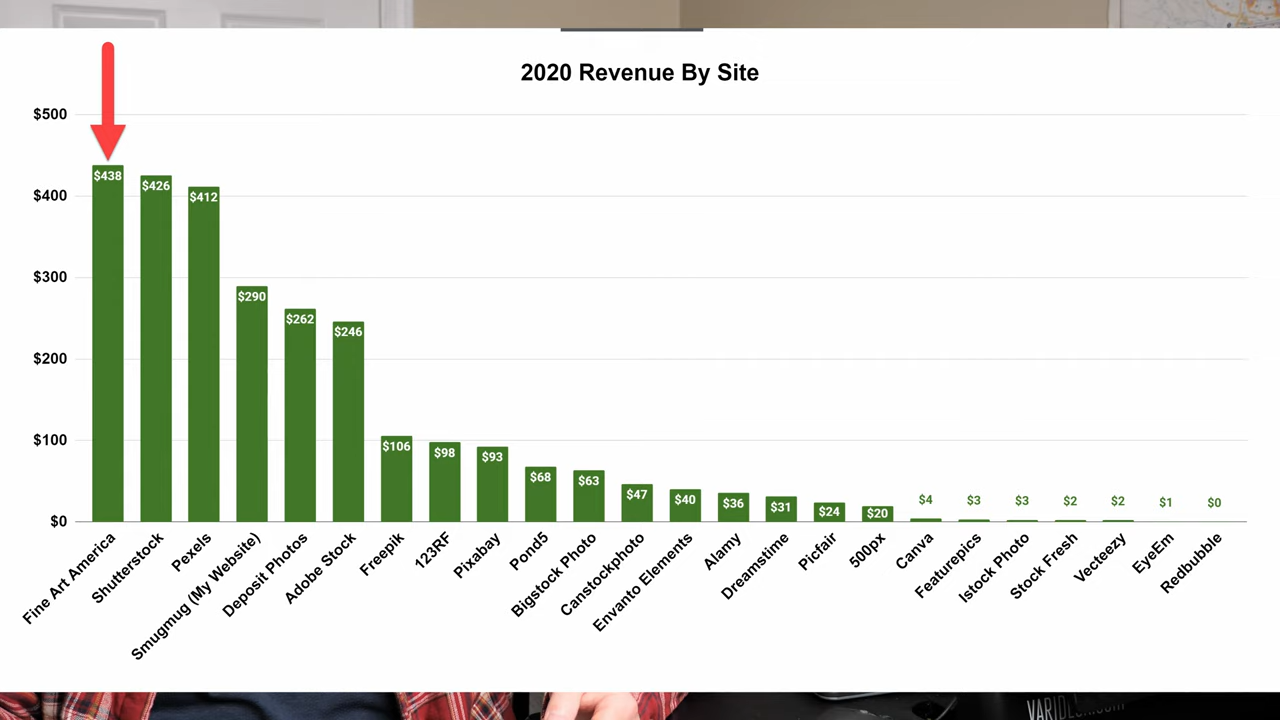 2020 Revenue By Site
$500
$400
$300
$200
$100
$0
$438
$426
$412
$290
$262
$246
$106
$98
$93
$68
$63
$47
$40
$36
$31
$24
$20
$4
$3
$3
$2
$2
$1
$0
Fine Art America
Shutterstock
Pexels
Smugmug (My Website)
Deposit Photos
Adobe Stock
Freepik
123RF
Pixabay
Pond5
Bigstock Photo
Canstockphoto
Envanto Elements
Alamy
Dreamstime
Picfair
500px
Canva
Featurepics
Istock Photo
Stock Fresh
Vecteezy
EyeEm
Redbubble